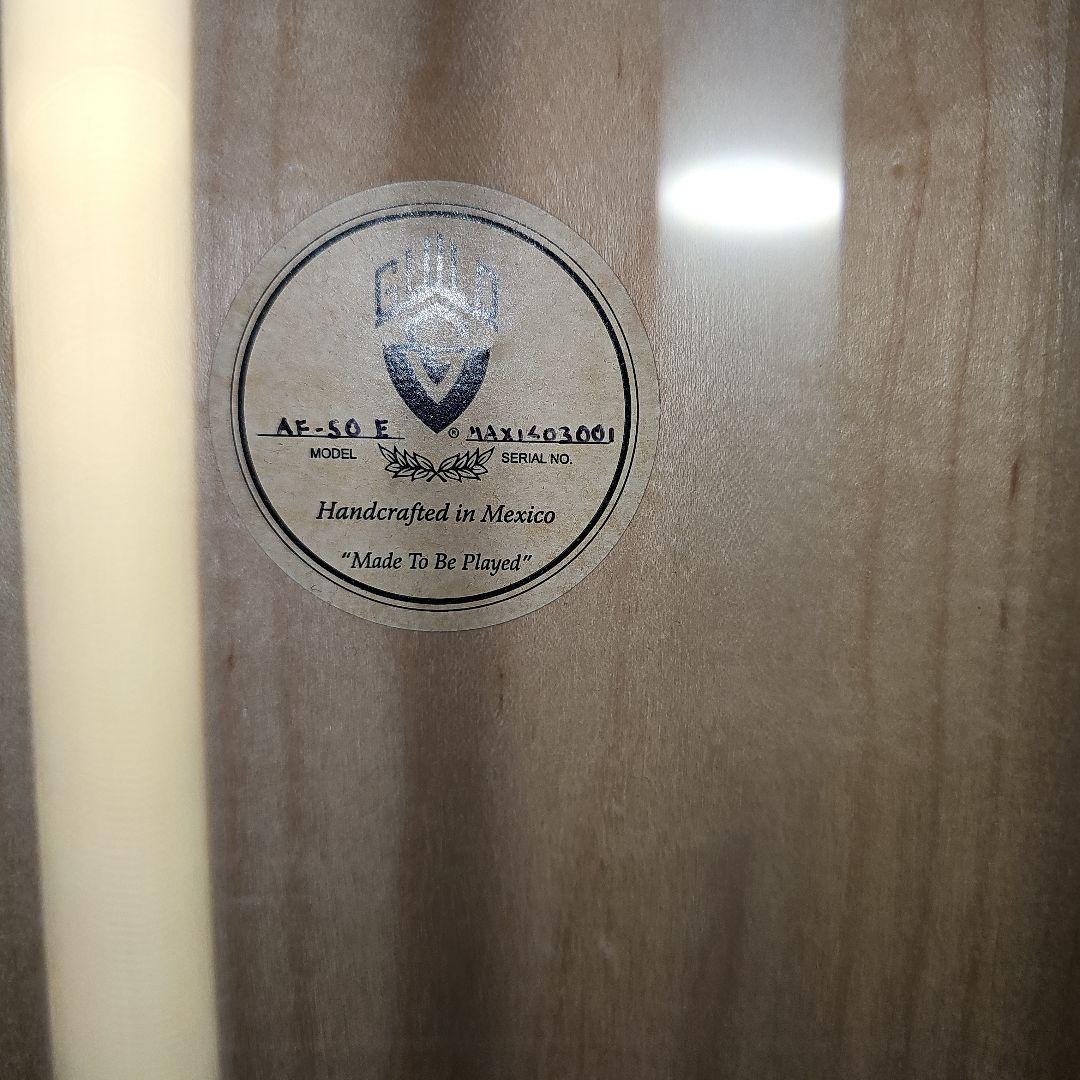 GUILD
AF-50 E ® MAX1403001
MODEL SERIAL NO.
Handcrafted in Mexico
“Made To Be Played”